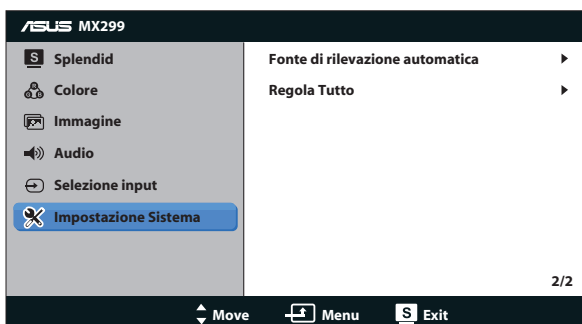 ASUS MX299
S Splendid
Colore
Immagine
Audio
Selezione input
Impostazione Sistema
Fonte di rilevazione automatica
Regola Tutto
2/2
Move Menu S Exit